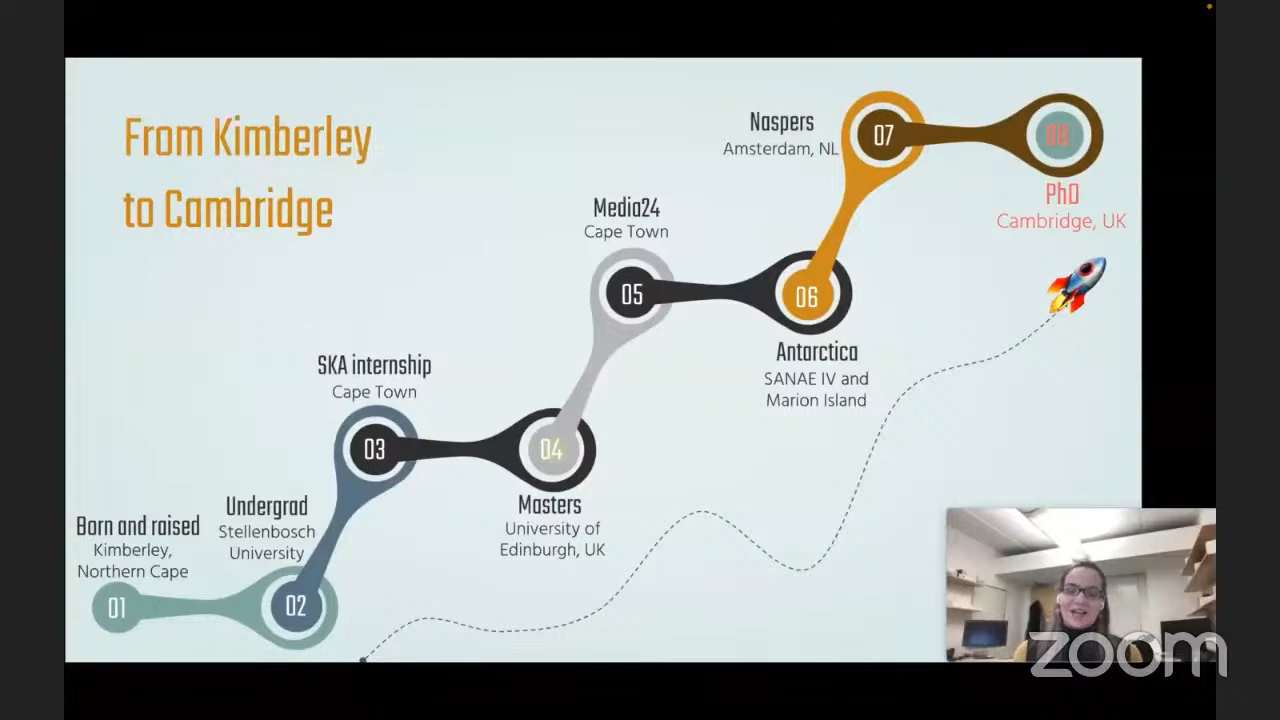 From Kimberley
to Cambridge
Born and raised
Kimberley,
Northern Cape
01
Undergrad
Stellenbosch
University
02
SKA internship
Cape Town
03
04
Masters
University of
Edinburgh, UK
Media24
Cape Town
05
06
Antarctica
SANAE IV and
Marion Island
Naspers
Amsterdam, NL
07
08
PhD
Cambridge, UK
zoom